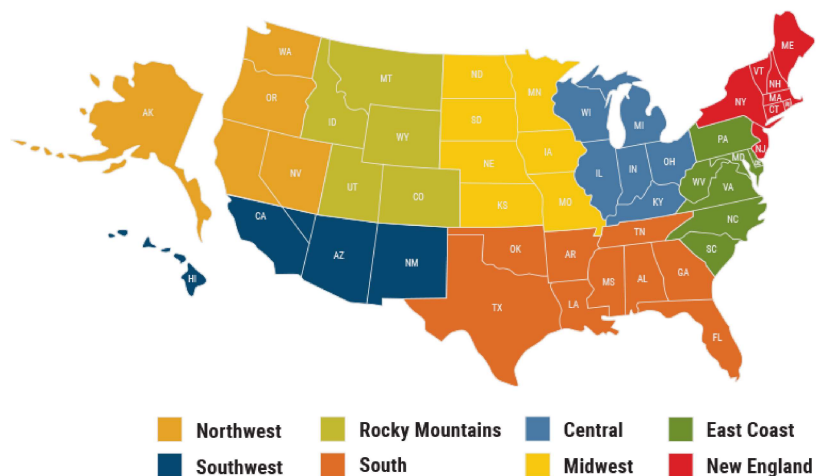 WA
MT
ND
MN
ME
VT
NH
MA
CT
NY
OR
ID
WY
SD
WI
MI
AK
PA
NJ
NV
UT
CO
NE
IA
IL
IN
OH
MD
WV
VA
KS
MO
KY
CA
NC
TN
OK
AR
SC
AZ
NM
MS
AL
GA
HI
TX
LA
FL
Northwest
Rocky Mountains
Central
East Coast
Southwest
South
Midwest
New England